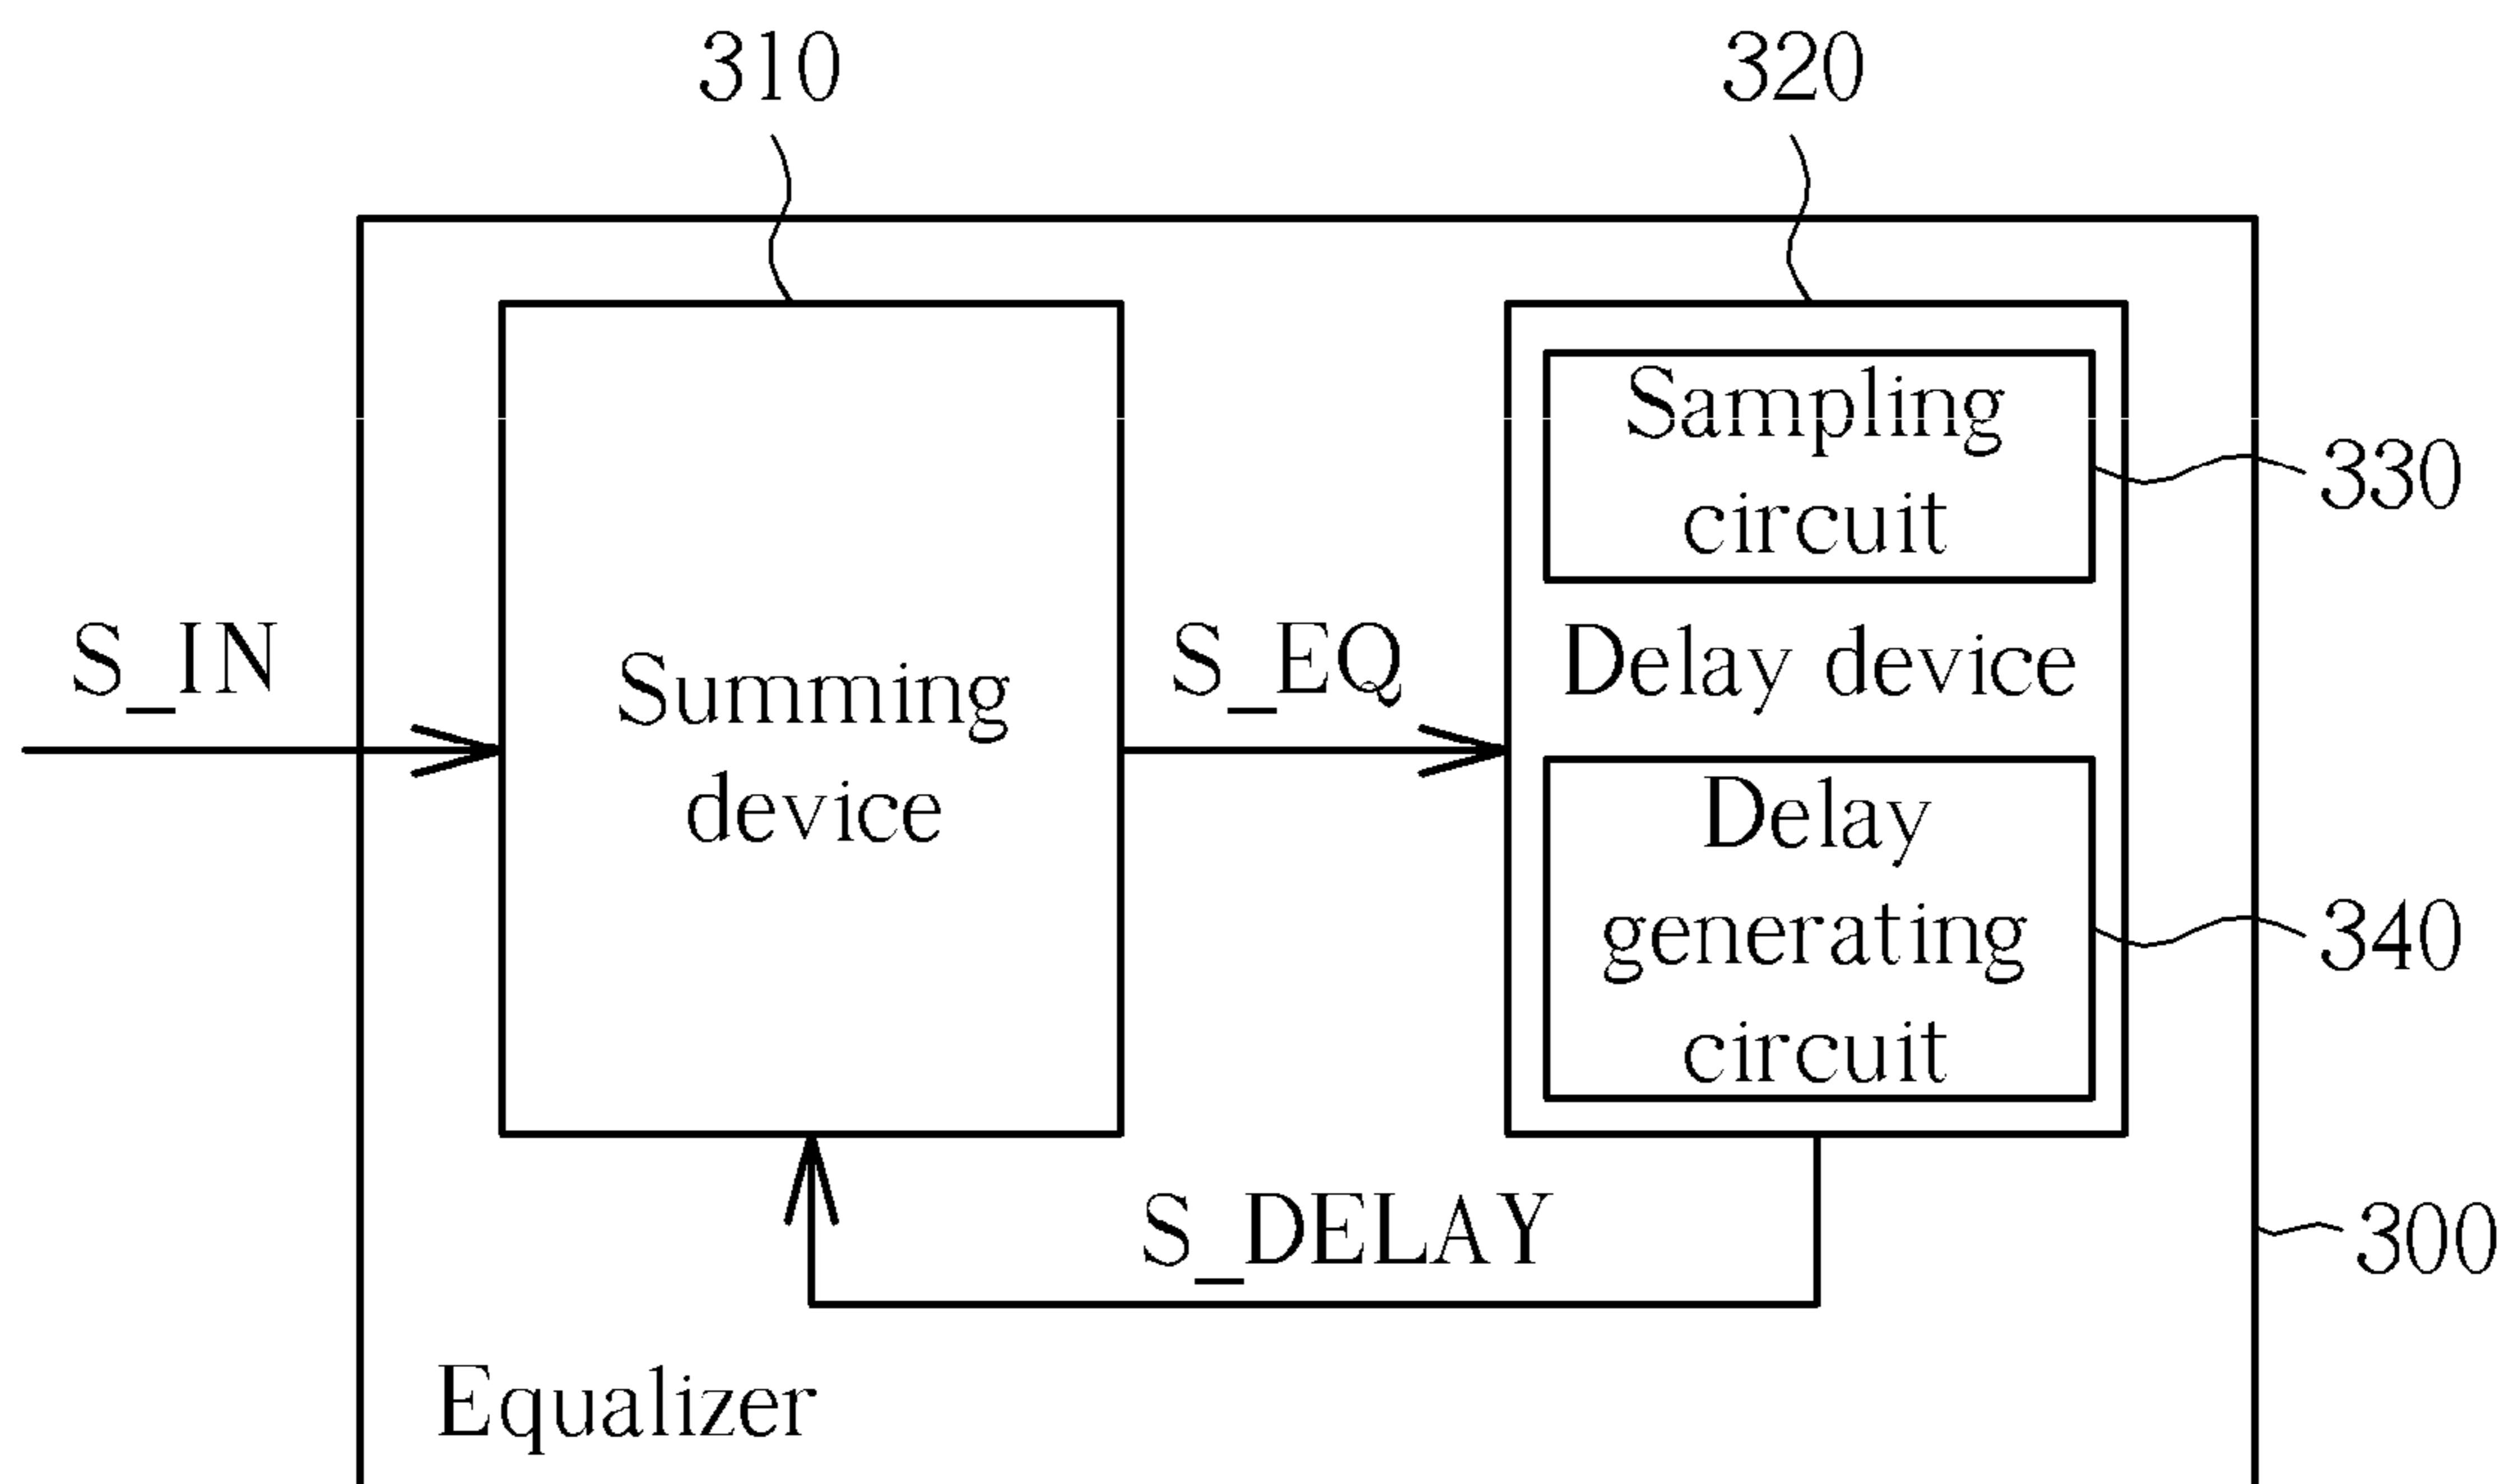 310
320
Sampling
circuit
330
S_IN
Summing
device
S_EQ
Delay device
Delay
generating
circuit
340
S_DELAY
300
Equalizer